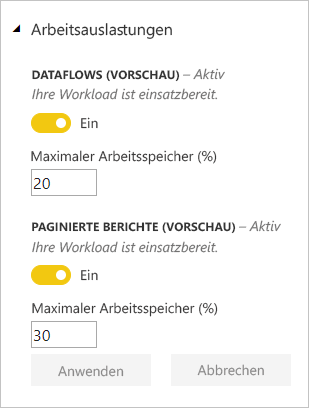 Arbeitsauslastungen
DATAFLOWS (VORSCHAU) – Aktiv
Ihre Workload ist einsatzbereit.
Ein
Maximaler Arbeitsspeicher (%)
20
PAGINIERTE BERICHTE (VORSCHAU) – Aktiv
Ihre Workload ist einsatzbereit.
Ein
Maximaler Arbeitsspeicher (%)
30
Anwenden Abbrechen